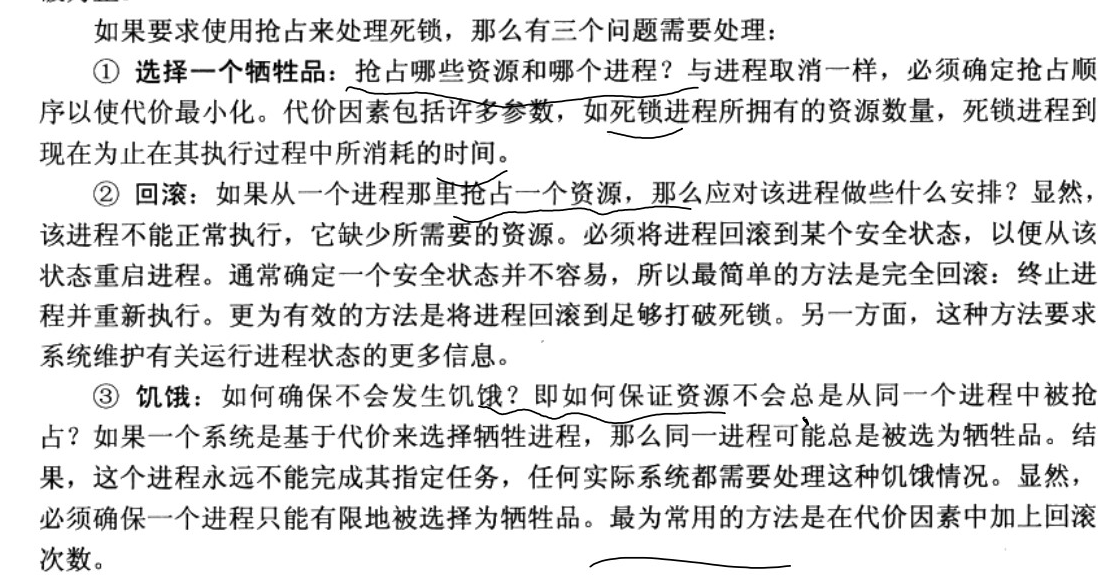 如果要求使用抢占来处理死锁，那么有三个问题需要处理：
① 选择一个牺牲品：抢占哪些资源和哪个进程？与进程取消一样，必须确定抢占顺
序以使代价最小化。代价因素包括许多参数，如死锁进程所拥有的资源数量，死锁进程到
现在为止在其执行过程中所消耗的时间。
② 回滚：如果从一个进程那里抢占一个资源，那么应对该进程做些什么安排？显然，
该进程不能正常执行，它缺少所需要的资源。必须将进程回滚到某个安全状态，以便从该
状态重启进程。通常确定一个安全状态并不容易，所以最简单的方法是完全回滚：终止进
程并重新执行。更为有效的方法是将进程回滚到足够打破死锁。另一方面，这种方法要求
系统维护有关运行进程状态的更多信息。
③ 饥饿：如何确保不会发生饥饿？即如何保证资源不会总是从同一个进程中被抢
占？如果一个系统是基于代价来选择牺牲进程，那么同一进程可能总是被选为牺牲品。结
果，这个进程永远不能完成其指定任务，任何实际系统都需要处理这种饥饿情况。显然，
必须确保一个进程只能有限地被选择为牺牲品。最为常用的方法是在代价因素中加上回滚
次数。